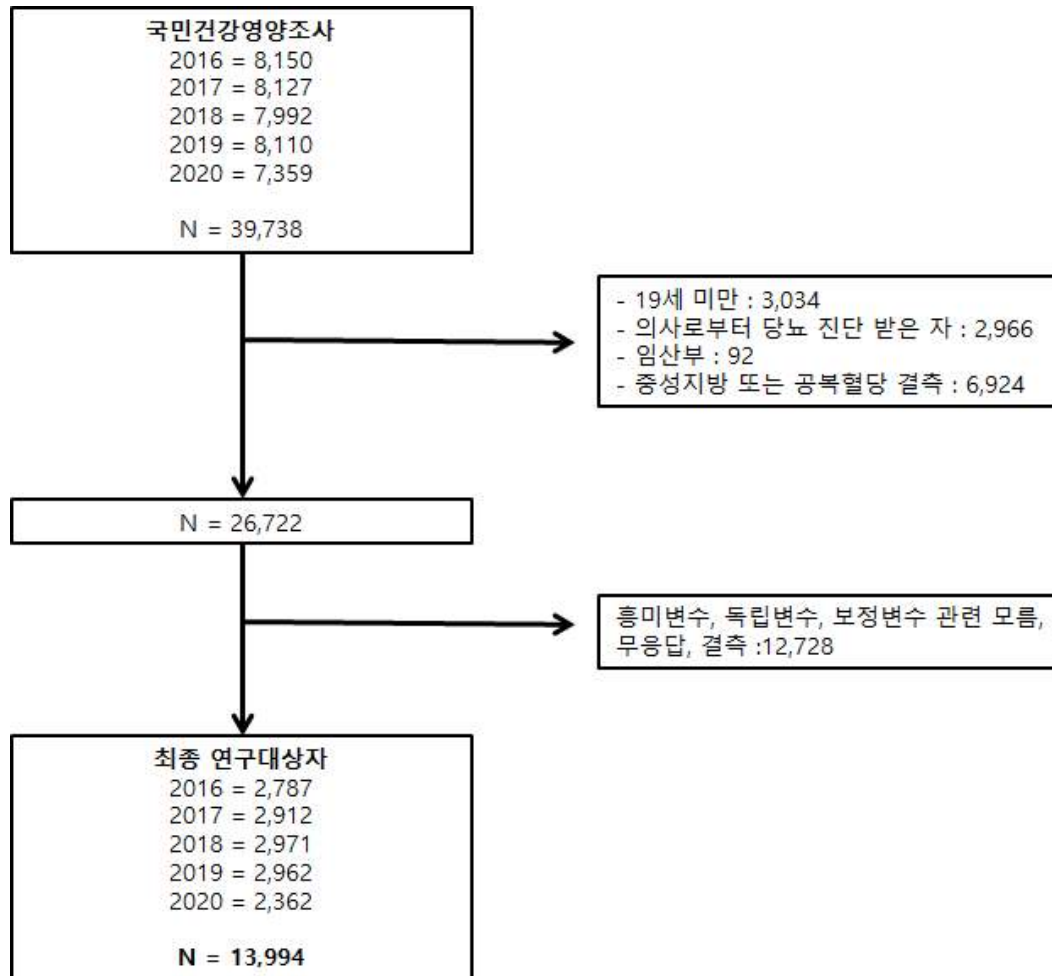 국민건강영양조사
2016 = 8,150
2017 = 8,127
2018 = 7,992
2019 = 8,110
2020 = 7,359
N = 39,738
- 19세 미만 : 3,034
- 의사로부터 당뇨 진단 받은 자 : 2,966
- 임산부 : 92
- 중성지방 또는 공복혈당 결측 : 6,924
N = 26,722
흥미변수, 독립변수, 보정변수 관련 모름,
무응답, 결측 :12,728
최종 연구대상자
2016 = 2,787
2017 = 2,912
2018 = 2,971
2019 = 2,962
2020 = 2,362
N = 13,994